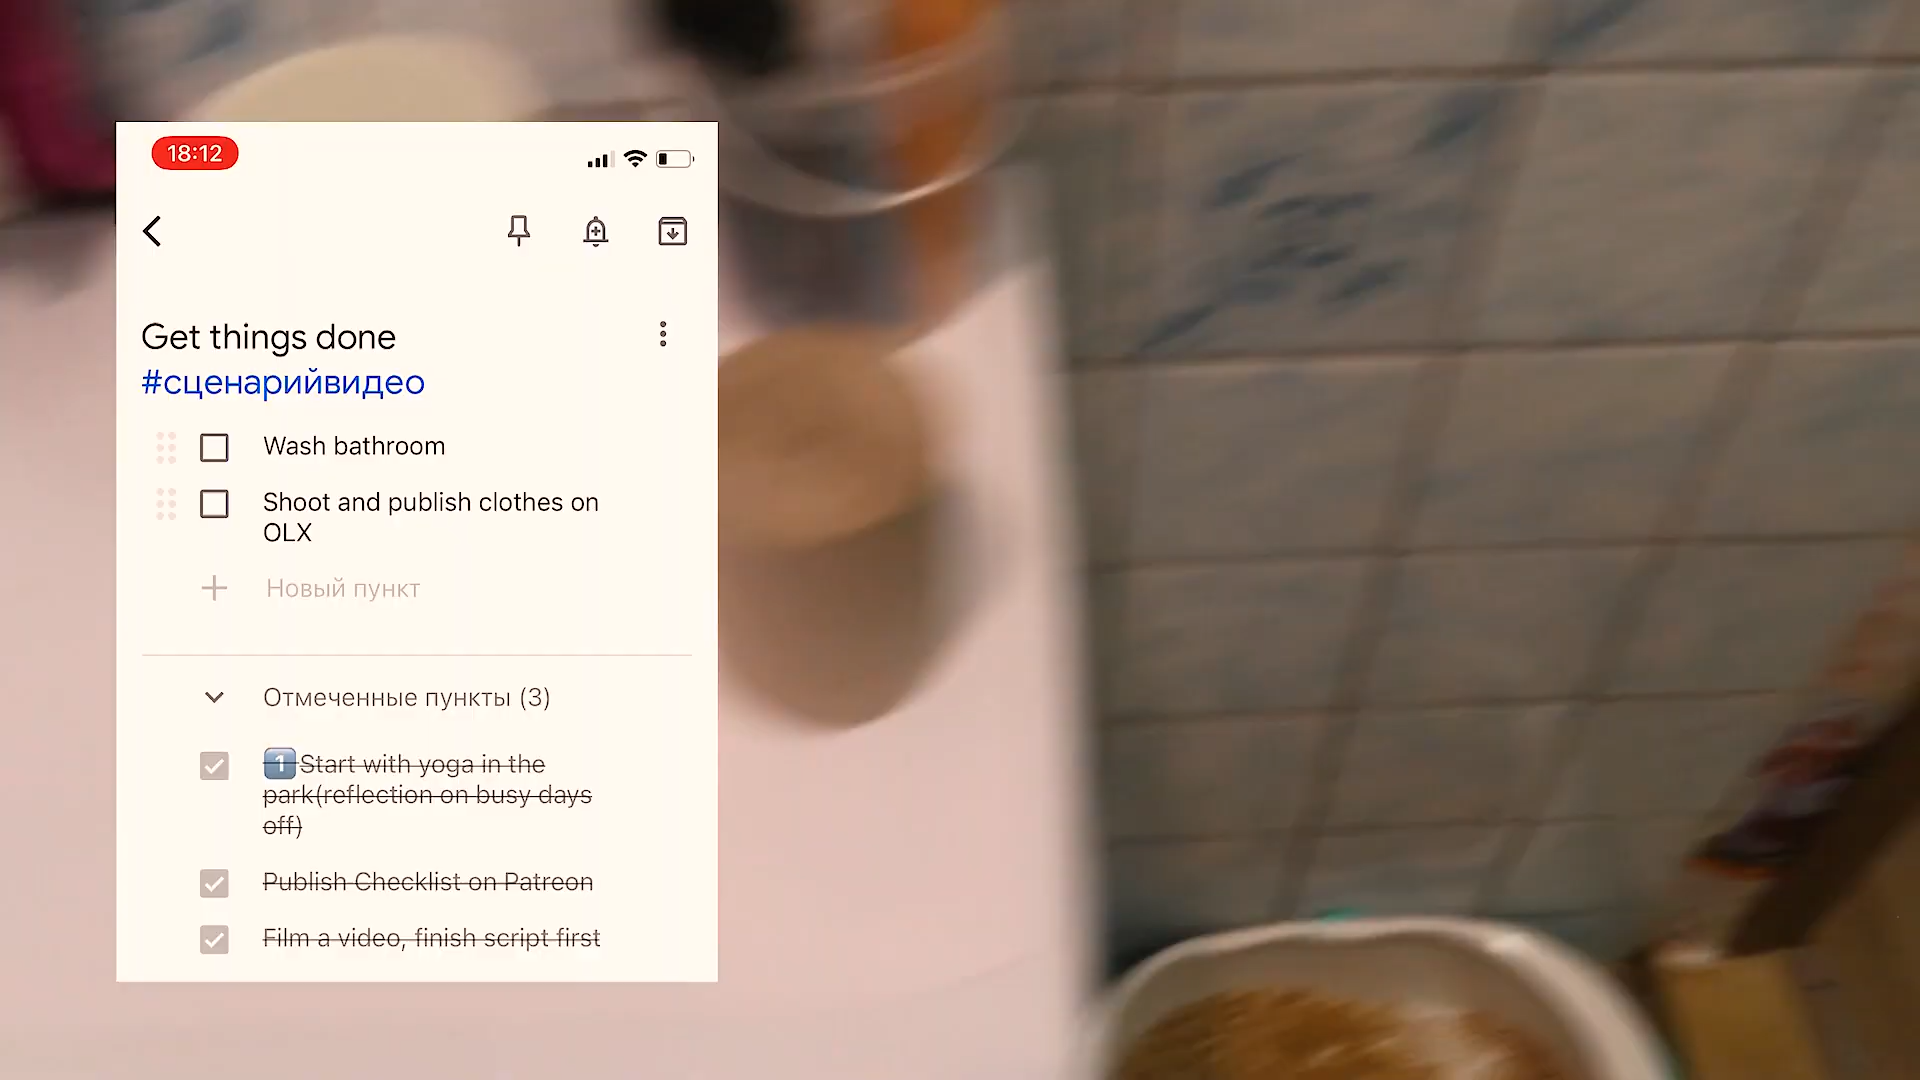 18:12
Get things done
#сценарийвидео
Wash bathroom
Shoot and publish clothes on
OLX
Новый пункт
Отмеченные пункты (3)
1️⃣Start with yoga in the
park(reflection on busy days
off)
Publish Checklist on Patreon
Film a video, finish script first